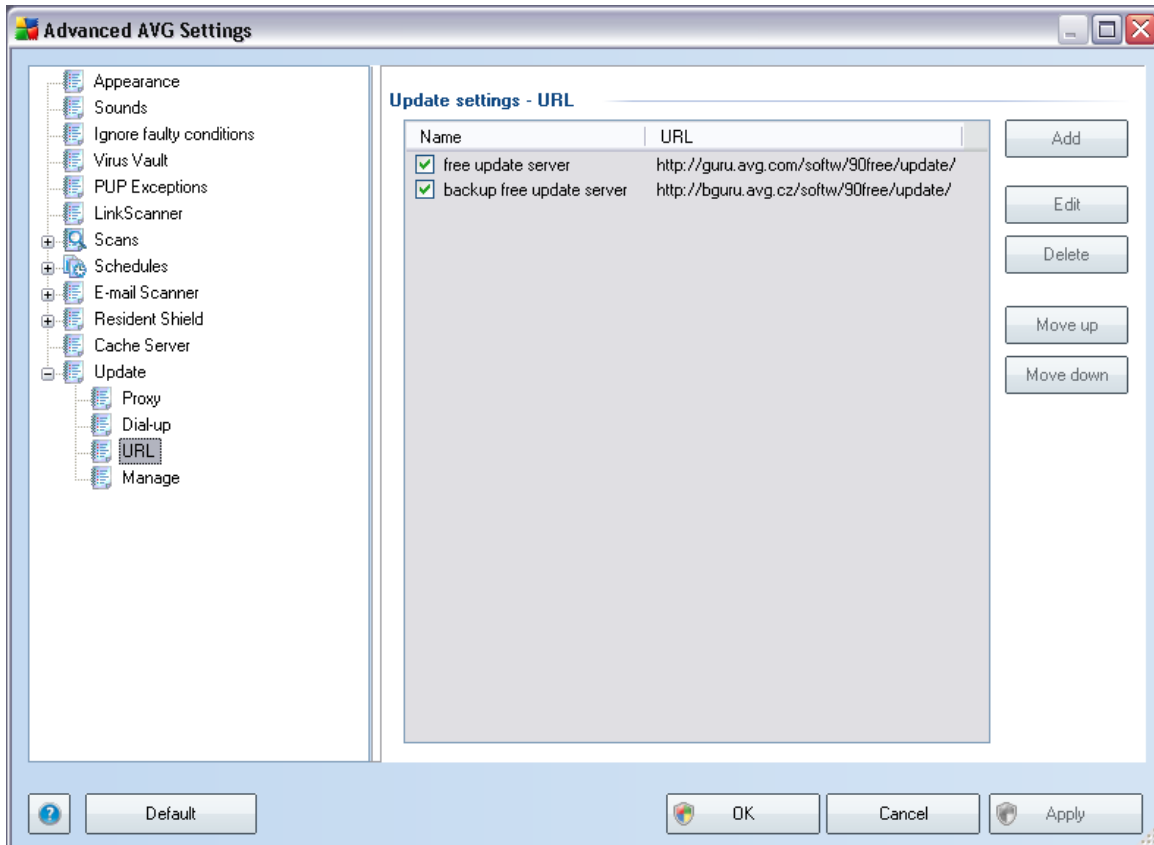 Advanced AVG Settings
Appearance
Sounds
Ignore faulty conditions
Virus Vault
PUP Exceptions
LinkScanner
Scans
Schedules
E-mail Scanner
Resident Shield
Cache Server
Update
Proxy
Dial-up
URL
Manage
Update settings - URL
Name URL
free update server http://guru.avg.com/softw/90free/update/
backup free update server http://bguru.avg.cz/softw/90free/update/
Add
Edit
Delete
Move up
Move down
? Default OK Cancel Apply